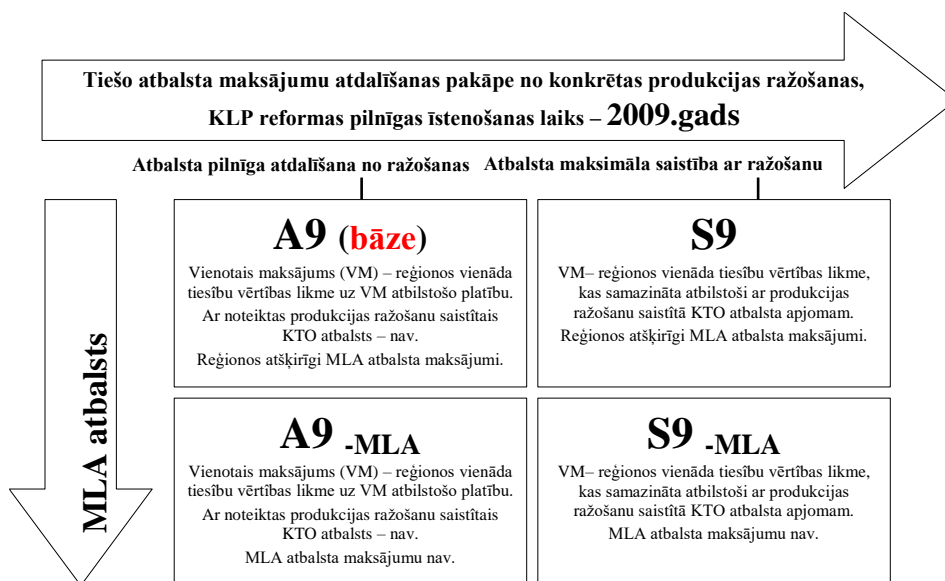 Tiešo atbalsta maksājumu atdalīšanas pakāpe no konkrētas produkcijas ražošanas,
KLP reformas pilnīgas īstenošanas laiks – 2009.gads
Atbalsta pilnīga atdalīšana no ražošanas
Atbalsta maksimāla saistība ar ražošanu
MLA atbalsts
A9 (bāze)
Vienotais maksājums (VM) – reģionos vienāda
tiesību vērtības likme uz VM atbilstošo platību.
Ar noteiktas produkcijas ražošanu saistītais
KTO atbalsts – nav.
Reģionos atšķirīgi MLA atbalsta maksājumi.
S9
VM– reģionos vienāda tiesību vērtības likme,
kas samazināta atbilstoši ar produkcijas
ražošanu saistītā KTO atbalsta apjomam.
Reģionos atšķirīgi MLA atbalsta maksājumi.
A9 -MLA
Vienotais maksājums (VM) – reģionos vienāda
tiesību vērtības likme uz VM atbilstošo platību.
Ar noteiktas produkcijas ražošanu saistītais
KTO atbalsts – nav.
MLA atbalsta maksājumu nav.
S9 -MLA
VM– reģionos vienāda tiesību vērtības likme,
kas samazināta atbilstoši ar produkcijas
ražošanu saistītā KTO atbalsta apjomam.
MLA atbalsta maksājumu nav.